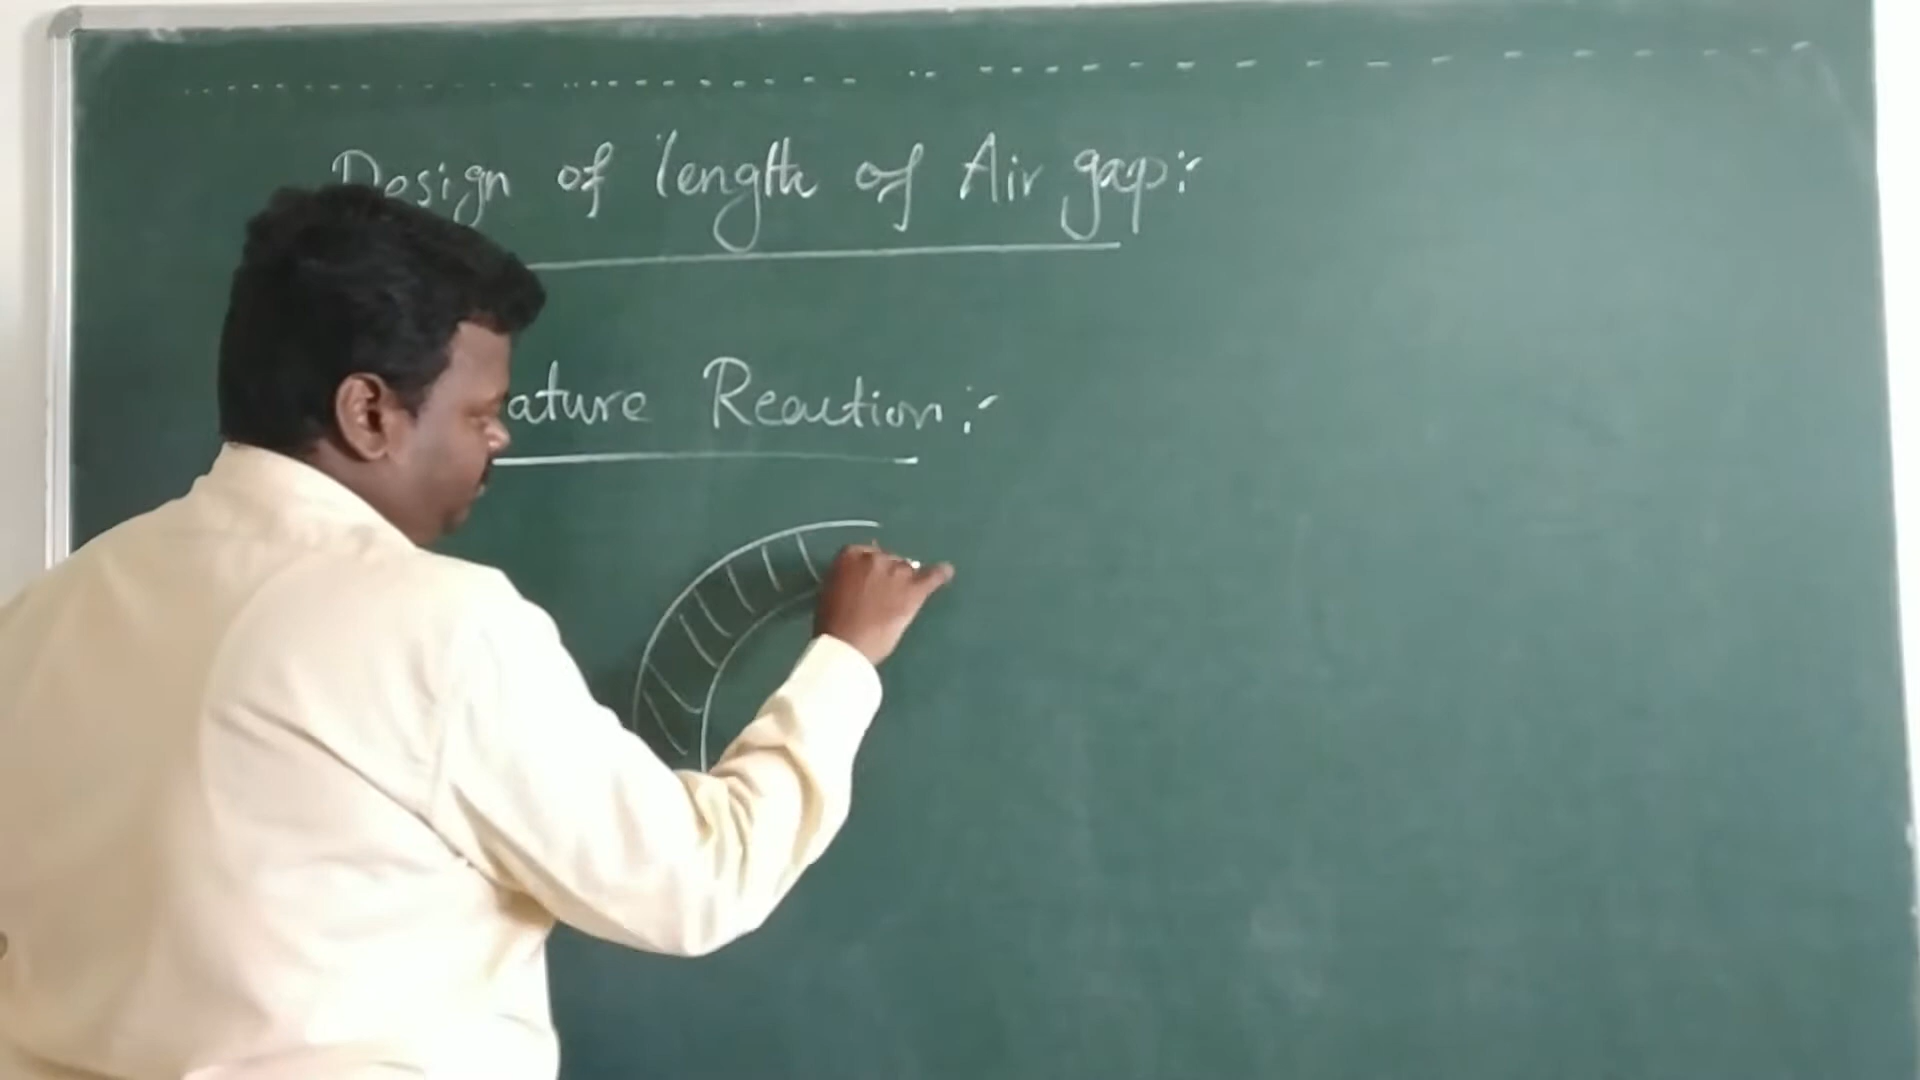 Design of length of Air gap:-
ature Reaction:-